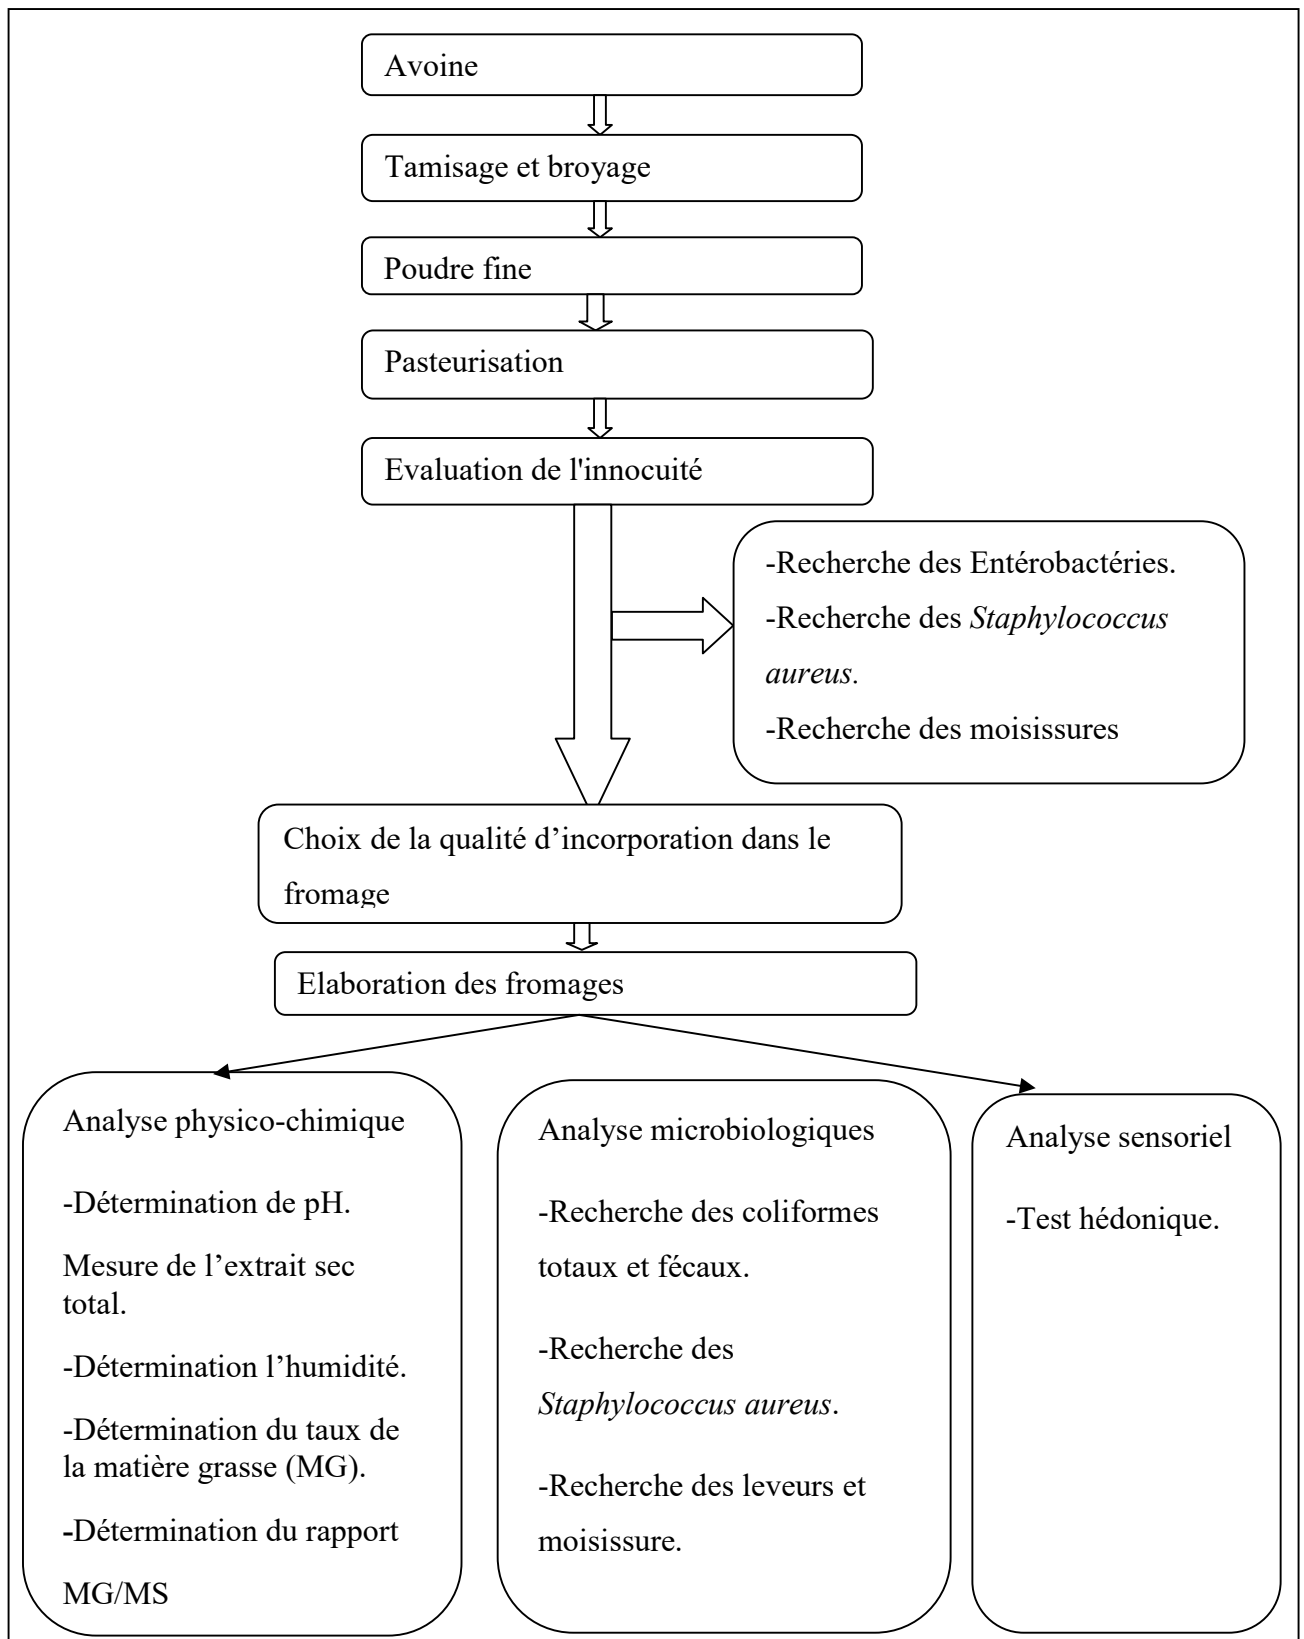 Avoine
Tamisage et broyage
Poudre fine
Pasteurisation
Evaluation de l'innocuité
-Recherche des Entérobactéries.
-Recherche des Staphylococcus
aureus.
-Recherche des moisissures
Choix de la qualité d’incorporation dans le
fromage
Elaboration des fromages
Analyse physico-chimique
-Détermination de pH.
Mesure de l’extrait sec
total.
-Détermination l’humidité.
-Détermination du taux de
la matière grasse (MG).
-Détermination du rapport
MG/MS
Analyse microbiologiques
-Recherche des coliformes
totaux et fécaux.
-Recherche des
Staphylococcus aureus.
-Recherche des leveurs et
moisissure.
Analyse sensoriel
-Test hédonique.